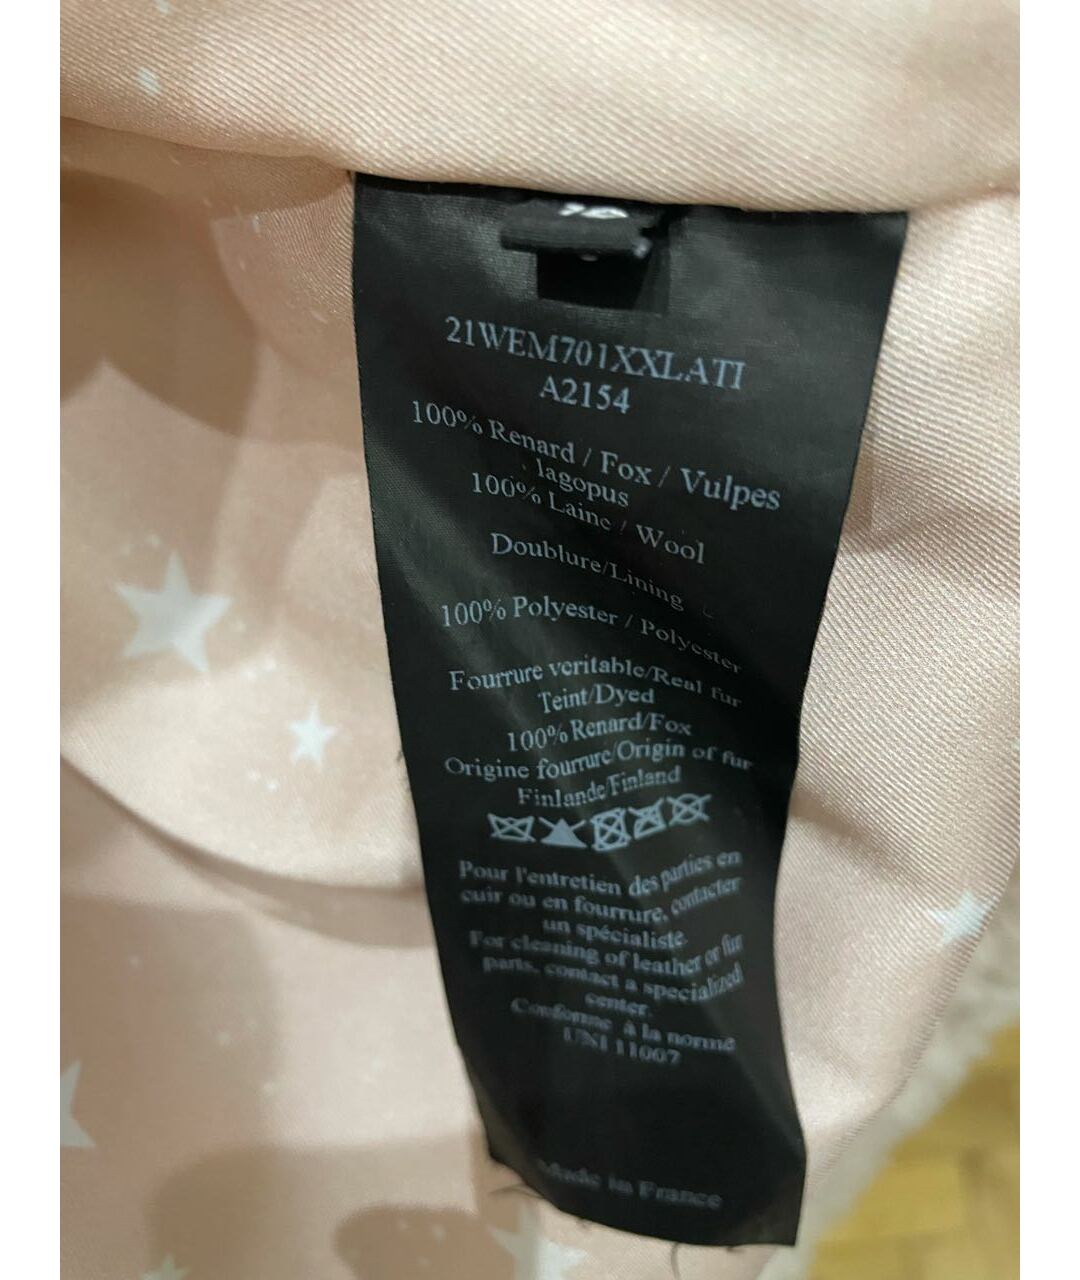 21WEM701XXLATI
A2154
100% Renard / Fox / Vulpes
lagopus
100% Laine / Wool
Doublure/Lining
100% Polyester / Polyester
Fourrure veritable/Real fur
Teint/Dyed
100% Renard/Fox
Origine fourrure/Origin of fur
Finlande/Finland
Pour l'entretien des parties en
cuir ou en fourrure, contacter
un spécialiste.
For cleaning of leather or fur
parts, contact a specialized
center.
Conforme à la norme
UNI 11007
Made in France